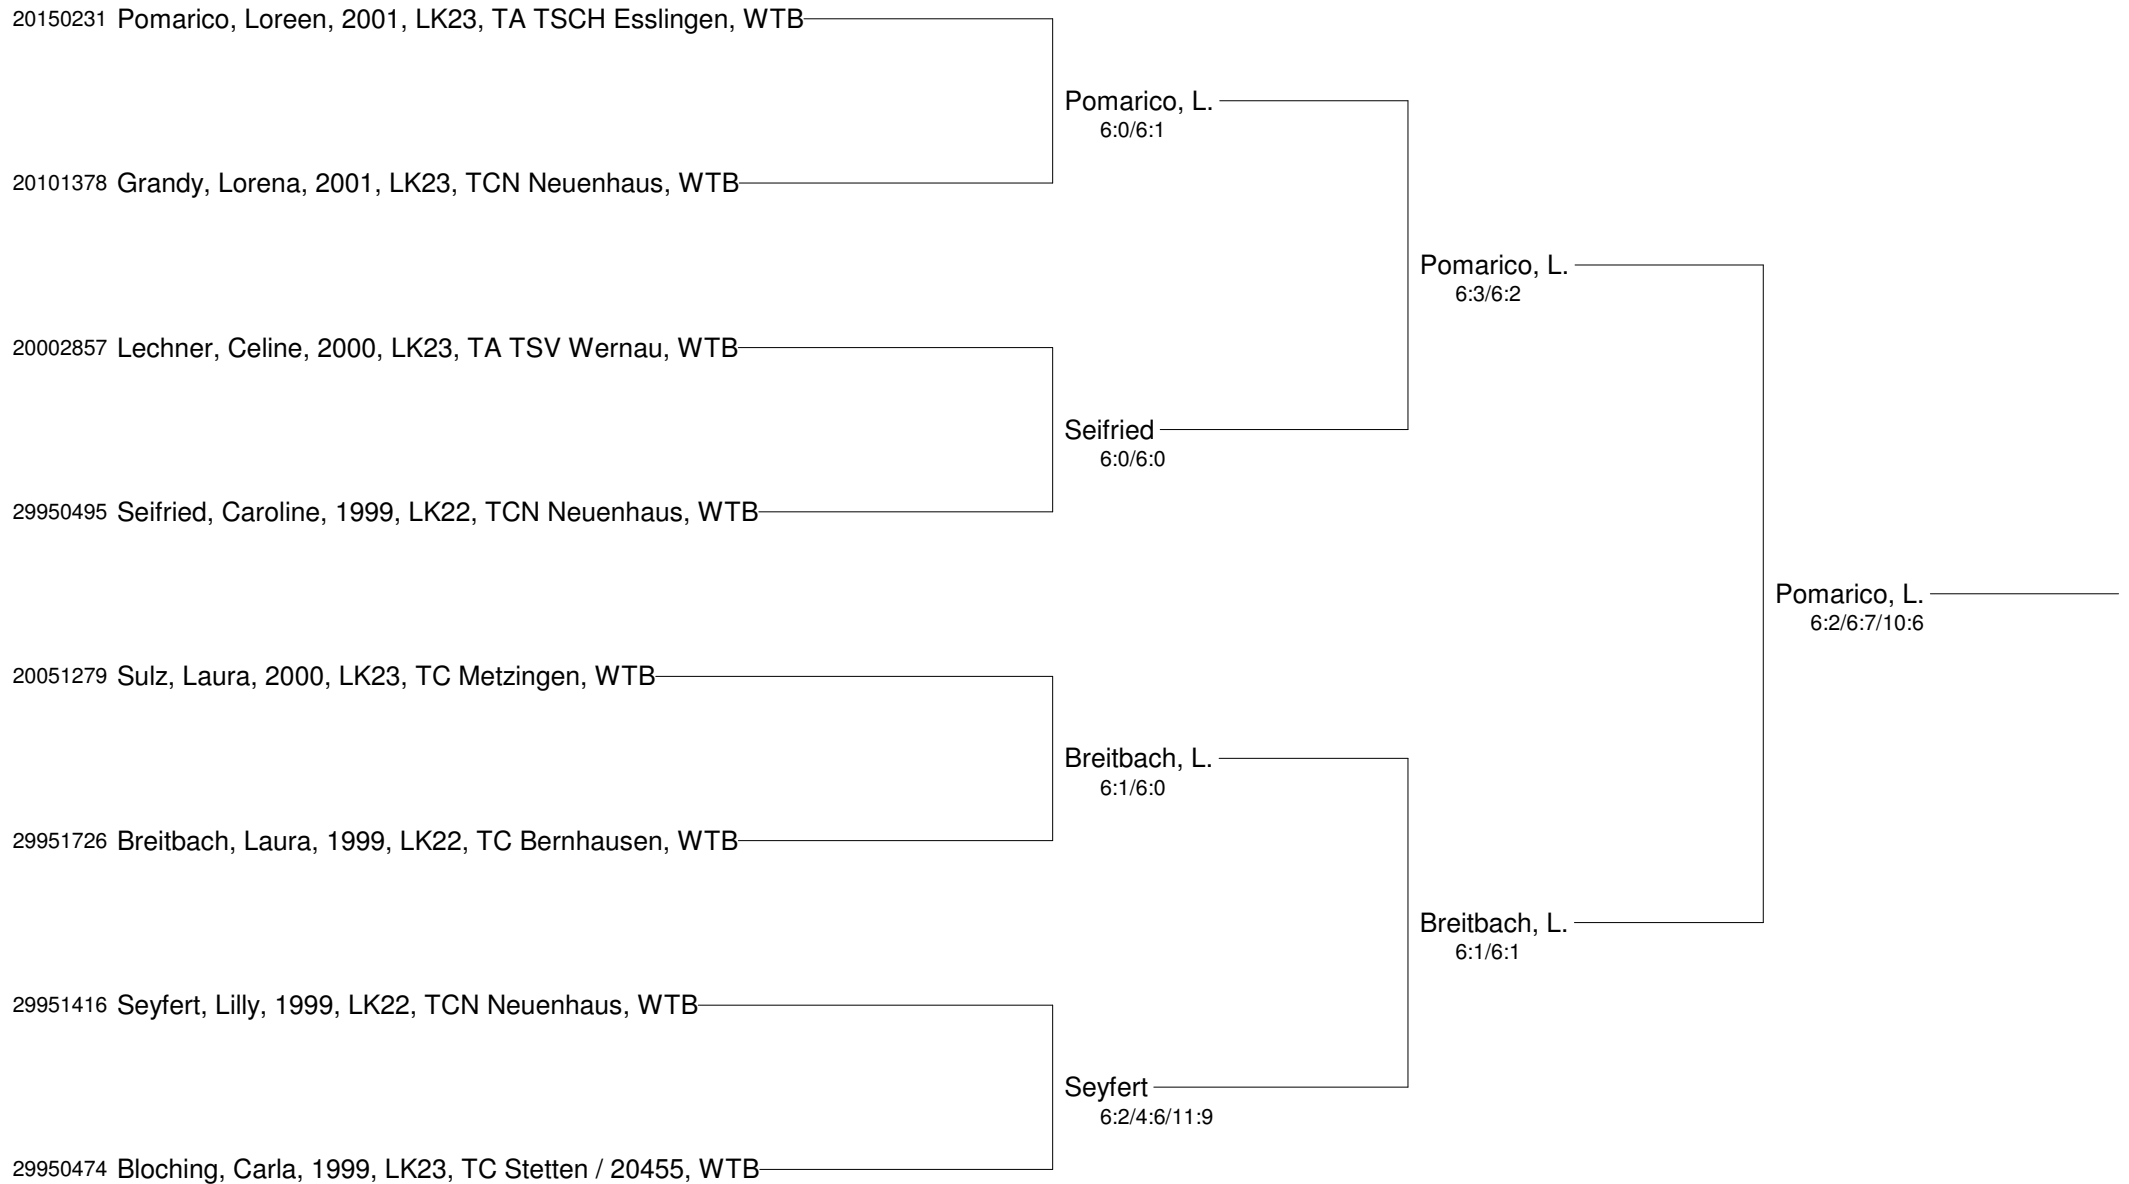 20150231 Pomarico, Loreen, 2001, LK23, TA TSCH Esslingen, WTB
Pomarico, L.
6:0/6:1
20101378 Grandy, Lorena, 2001, LK23, TCN Neuenhaus, WTB
Pomarico, L.
6:3/6:2
20002857 Lechner, Celine, 2000, LK23, TA TSV Wernau, WTB
Seifried
6:0/6:0
29950495 Seifried, Caroline, 1999, LK22, TCN Neuenhaus, WTB
Pomarico, L.
6:2/6:7/10:6
20051279 Sulz, Laura, 2000, LK23, TC Metzingen, WTB
Breitbach, L.
6:1/6:0
29951726 Breitbach, Laura, 1999, LK22, TC Bernhausen, WTB
Breitbach, L.
6:1/6:1
29951416 Seyfert, Lilly, 1999, LK22, TCN Neuenhaus, WTB
Seyfert
6:2/4:6/11:9
29950474 Bloching, Carla, 1999, LK23, TC Stetten / 20455, WTB